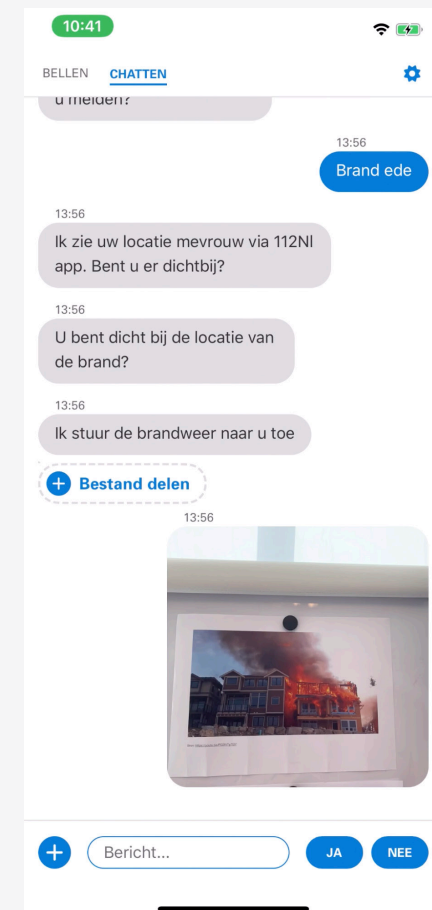 10:41
BELLEN CHATTEN
u melden?
13:56
Brand ede
13:56
Ik zie uw locatie mevrouw via 112Nl
app. Bent u er dichtbij?
13:56
U bent dicht bij de locatie van
de brand?
13:56
Ik stuur de brandweer naar u toe
+ Bestand delen
13:56
+ Bericht... JA NEE